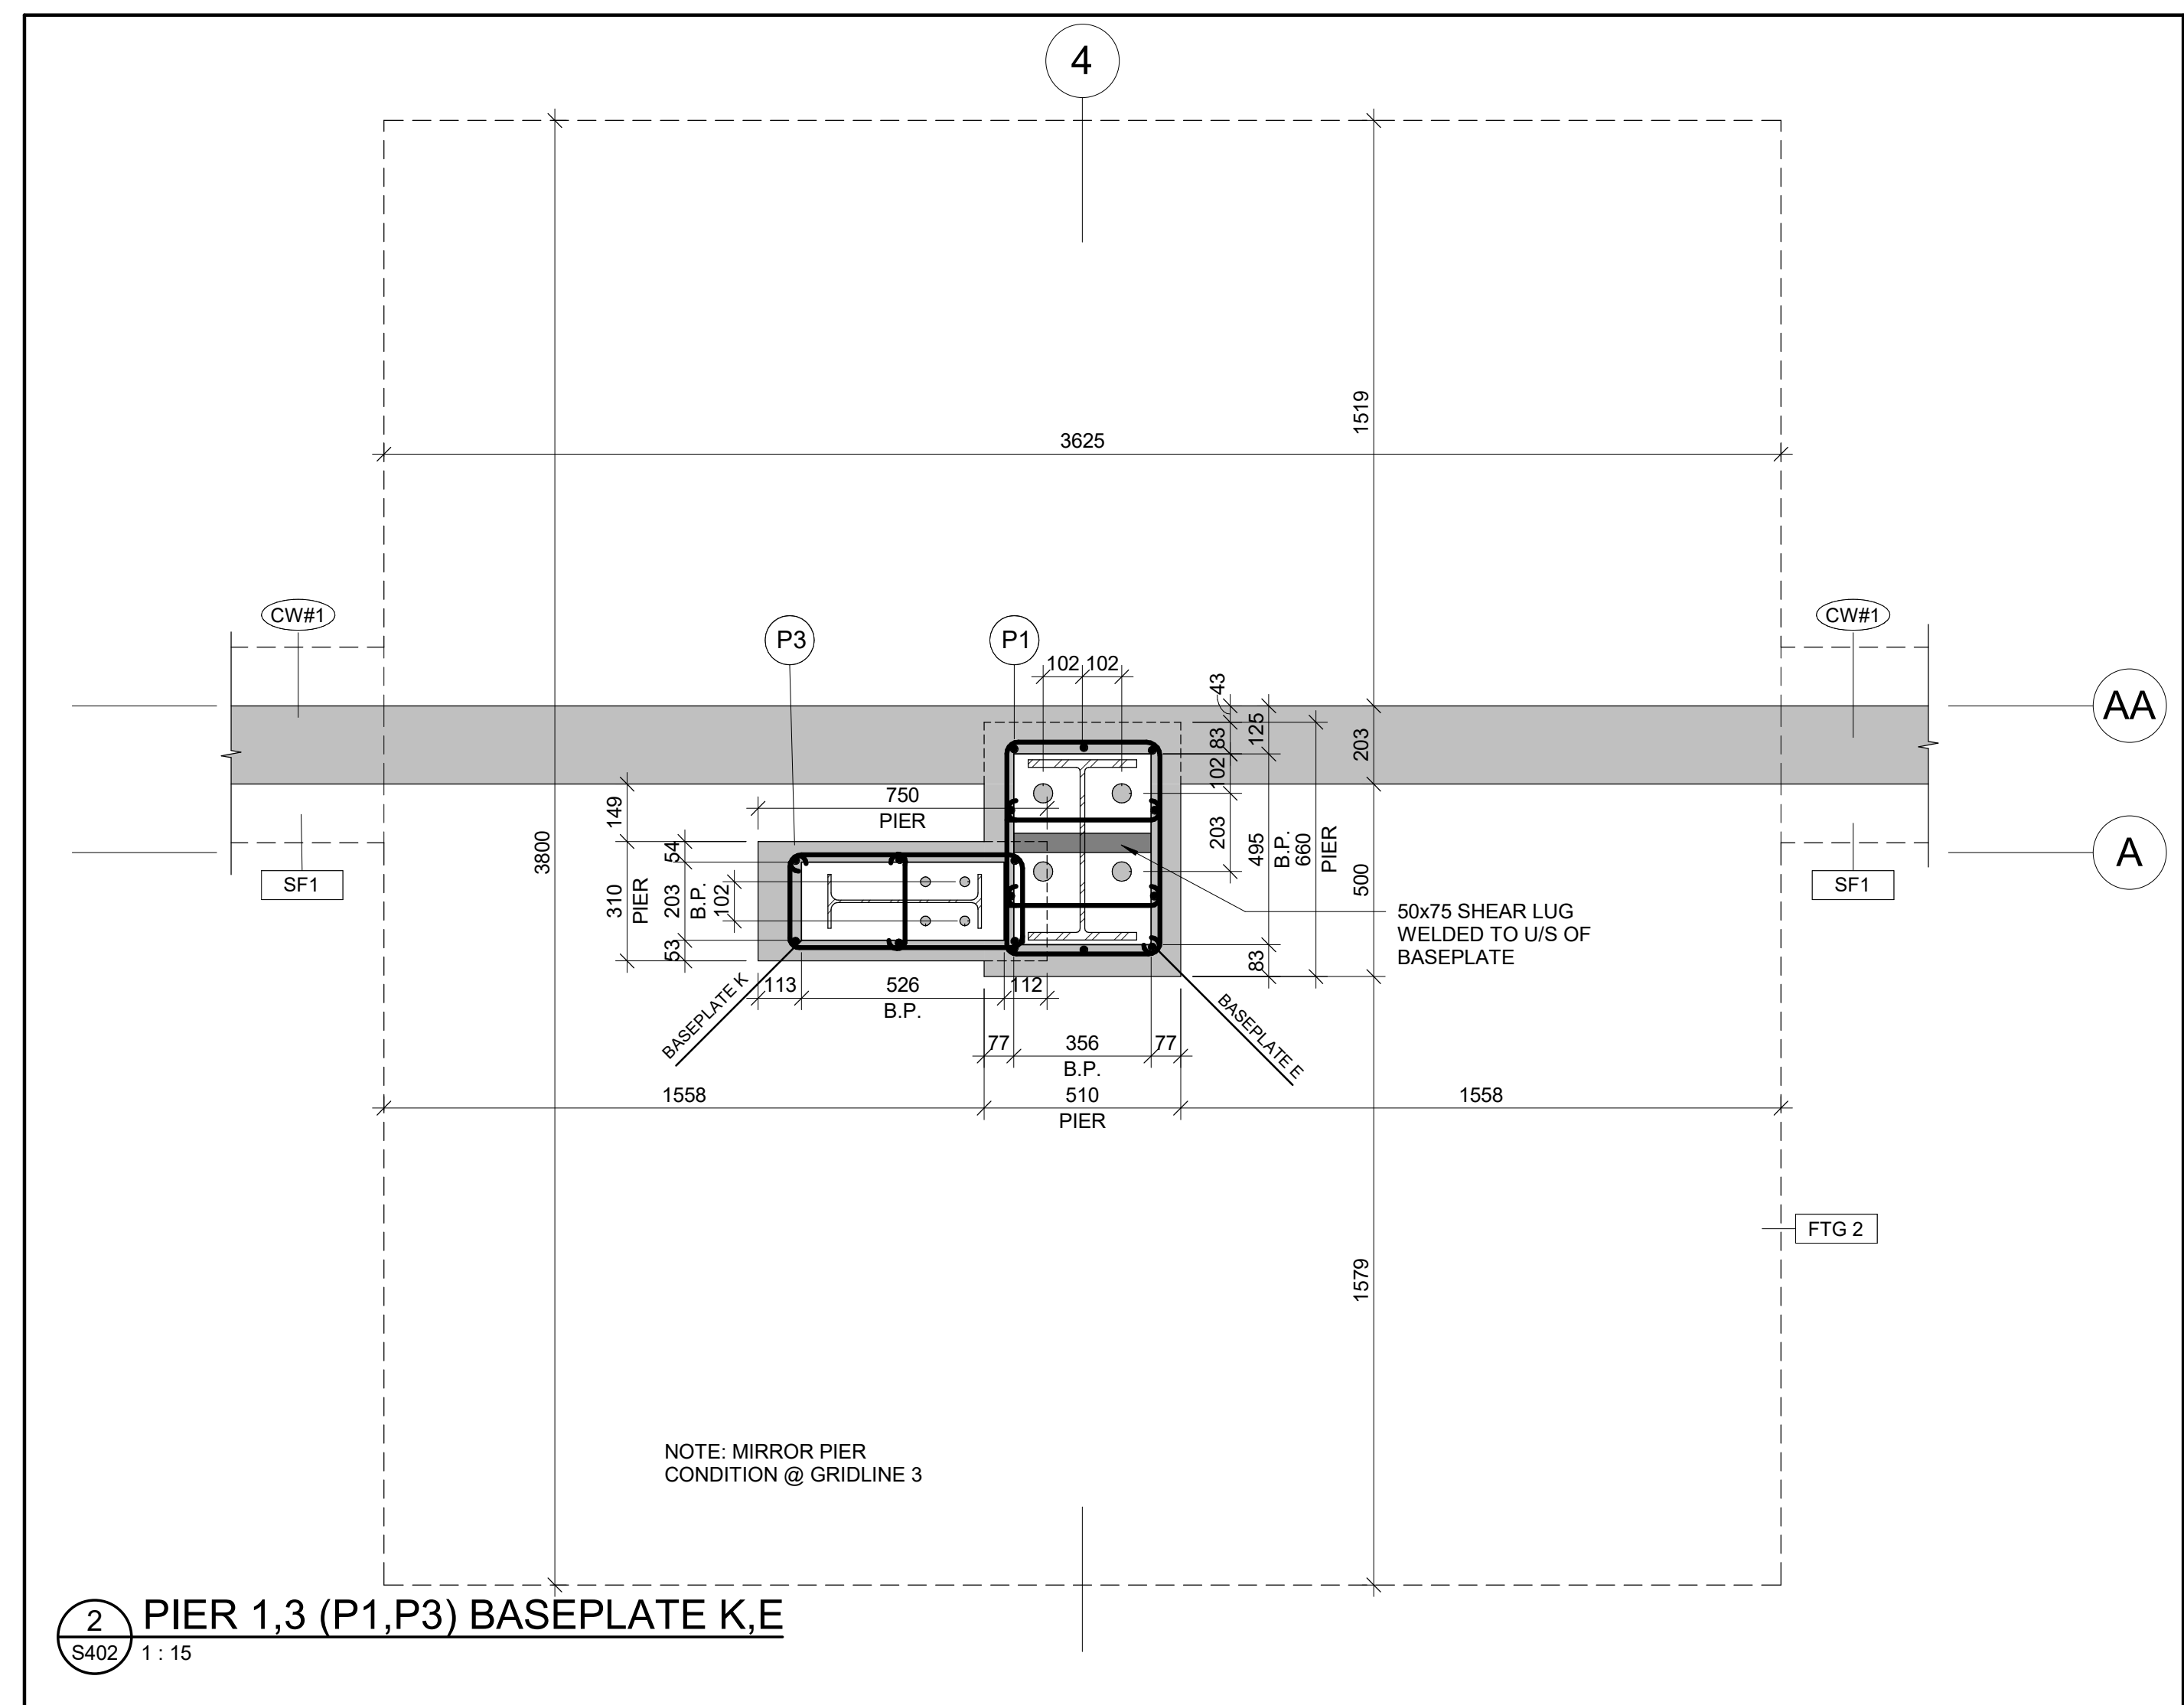 4
1519
3625
CW#1
CW#1
P3
P1
102
102
43
AA
125
83
203
102
750
PIER
149
3800
54
203
495
B.P.
660
PIER
A
310
PIER
203
B.P.
102
500
SF1
SF1
50x75 SHEAR LUG
WELDED TO U/S OF
BASEPLATE
53
83
113
526
B.P.
112
BASEPLATE K
BASEPLATE E
77
356
B.P.
77
1558
510
PIER
1558
FTG 2
1579
NOTE: MIRROR PIER
CONDITION @ GRIDLINE 3
2
S402
PIER 1,3 (P1,P3) BASEPLATE K,E
1 : 15